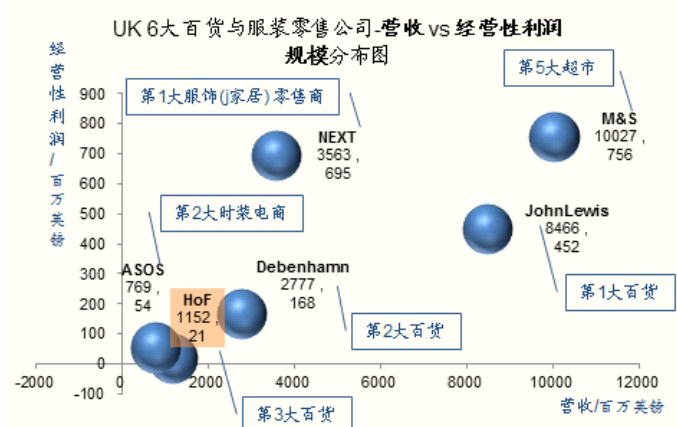 UK 6大百货与服装零售公司-营收 vs 经营性利润
规模分布图
经营性利润/百万英镑
第1大服饰(j家居)零售商
第5大超市
900
800
700
600
500
400
300
200
100
0
-100
NEXT
3563 ,
695
M&S
10027 ,
756
第2大时装电商
JohnLewis
8466 ,
452
ASOS
769 ,
54
HoF
1152 ,
21
Debenhamn
2777 ,
168
第1大百货
第2大百货
第3大百货
-2000
0
2000
4000
6000
8000
10000
12000
营收/百万英镑